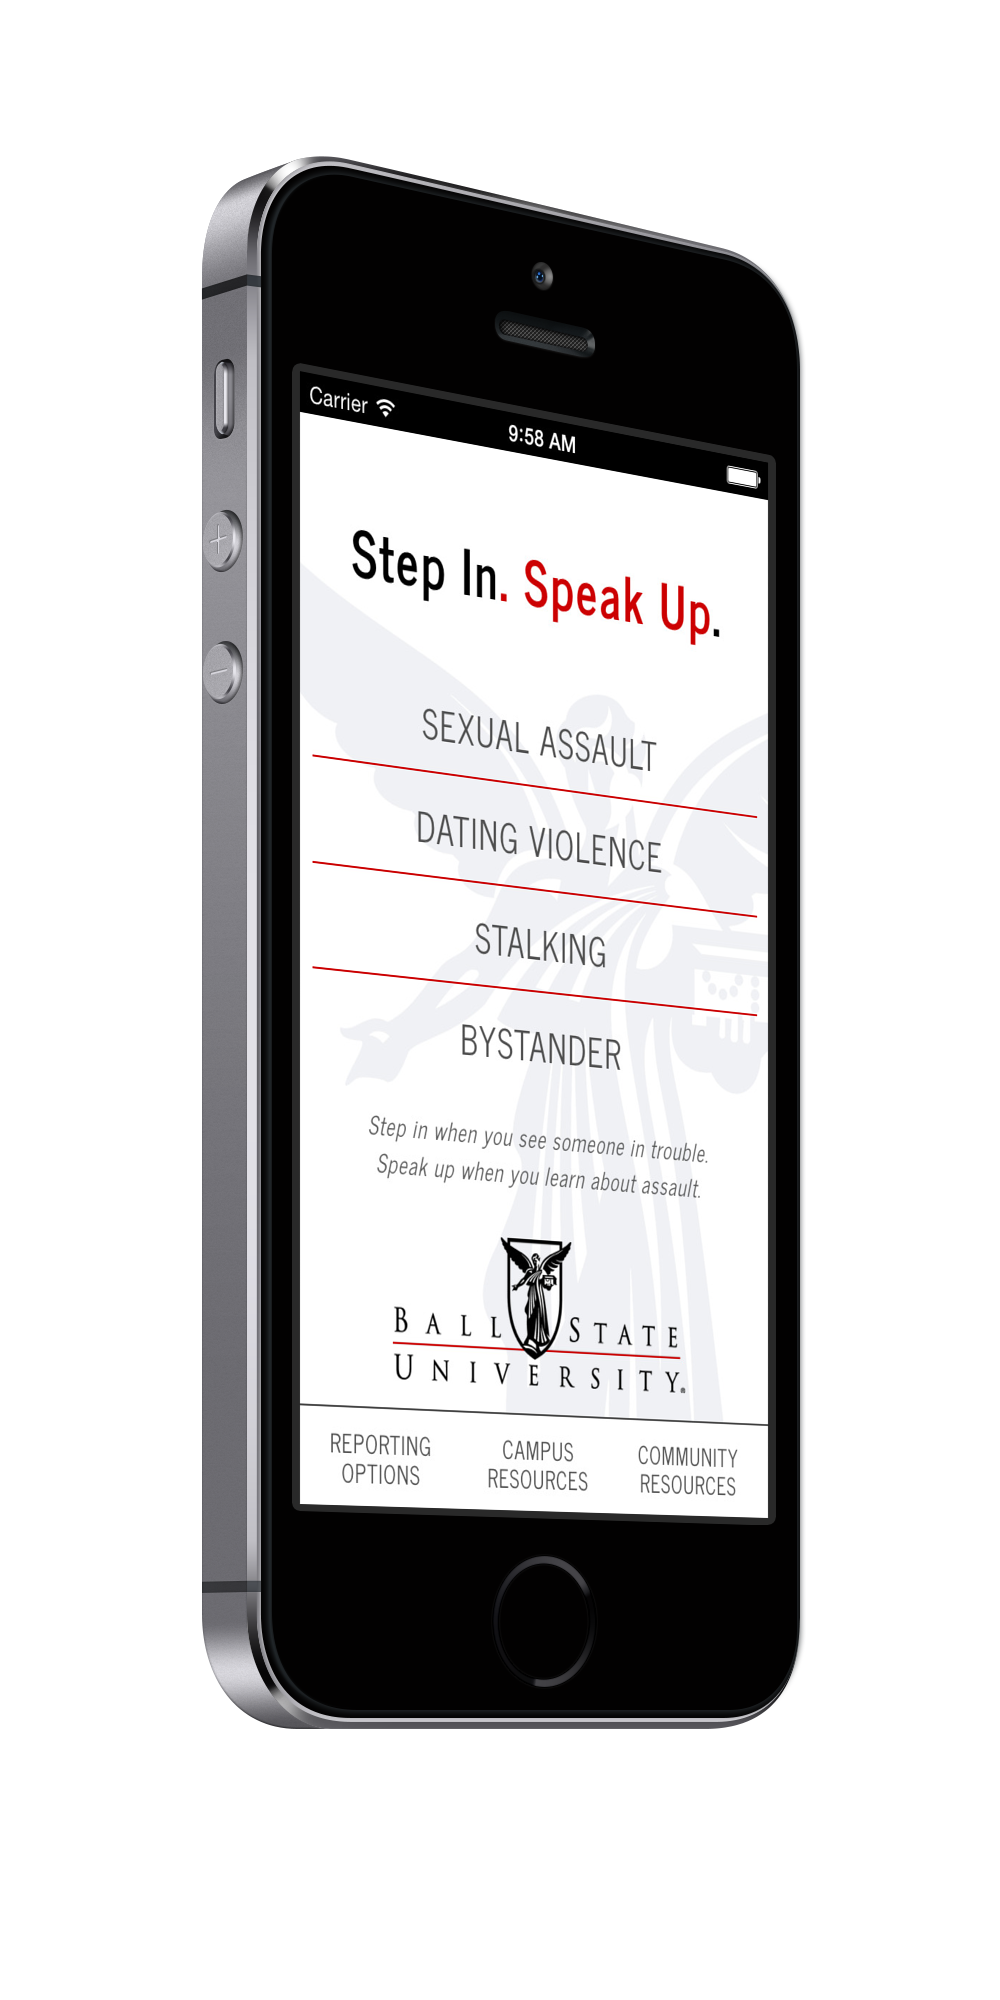 Carrier
9:58 AM
Step In. Speak Up.
SEXUAL ASSAULT
DATING VIOLENCE
STALKING
BYSTANDER
Step in when you see someone in trouble.
Speak up when you learn about assault.
BALL STATE
UNIVERSITY®
REPORTING
OPTIONS
CAMPUS
RESOURCES
COMMUNITY
RESOURCES